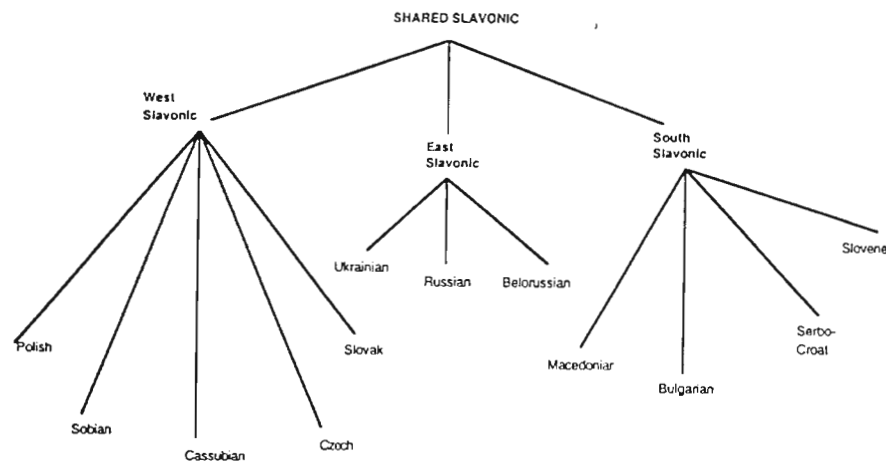 SHARED SLAVONIC
West
Slavonic
East
Slavonic
South
Slavonic
Slovene
Ukrainian
Russian
Belorussian
Serbo-
Croat
Polish
Slovak
Macedoniar
Bulgarian
Sobian
Czoch
Cassubian